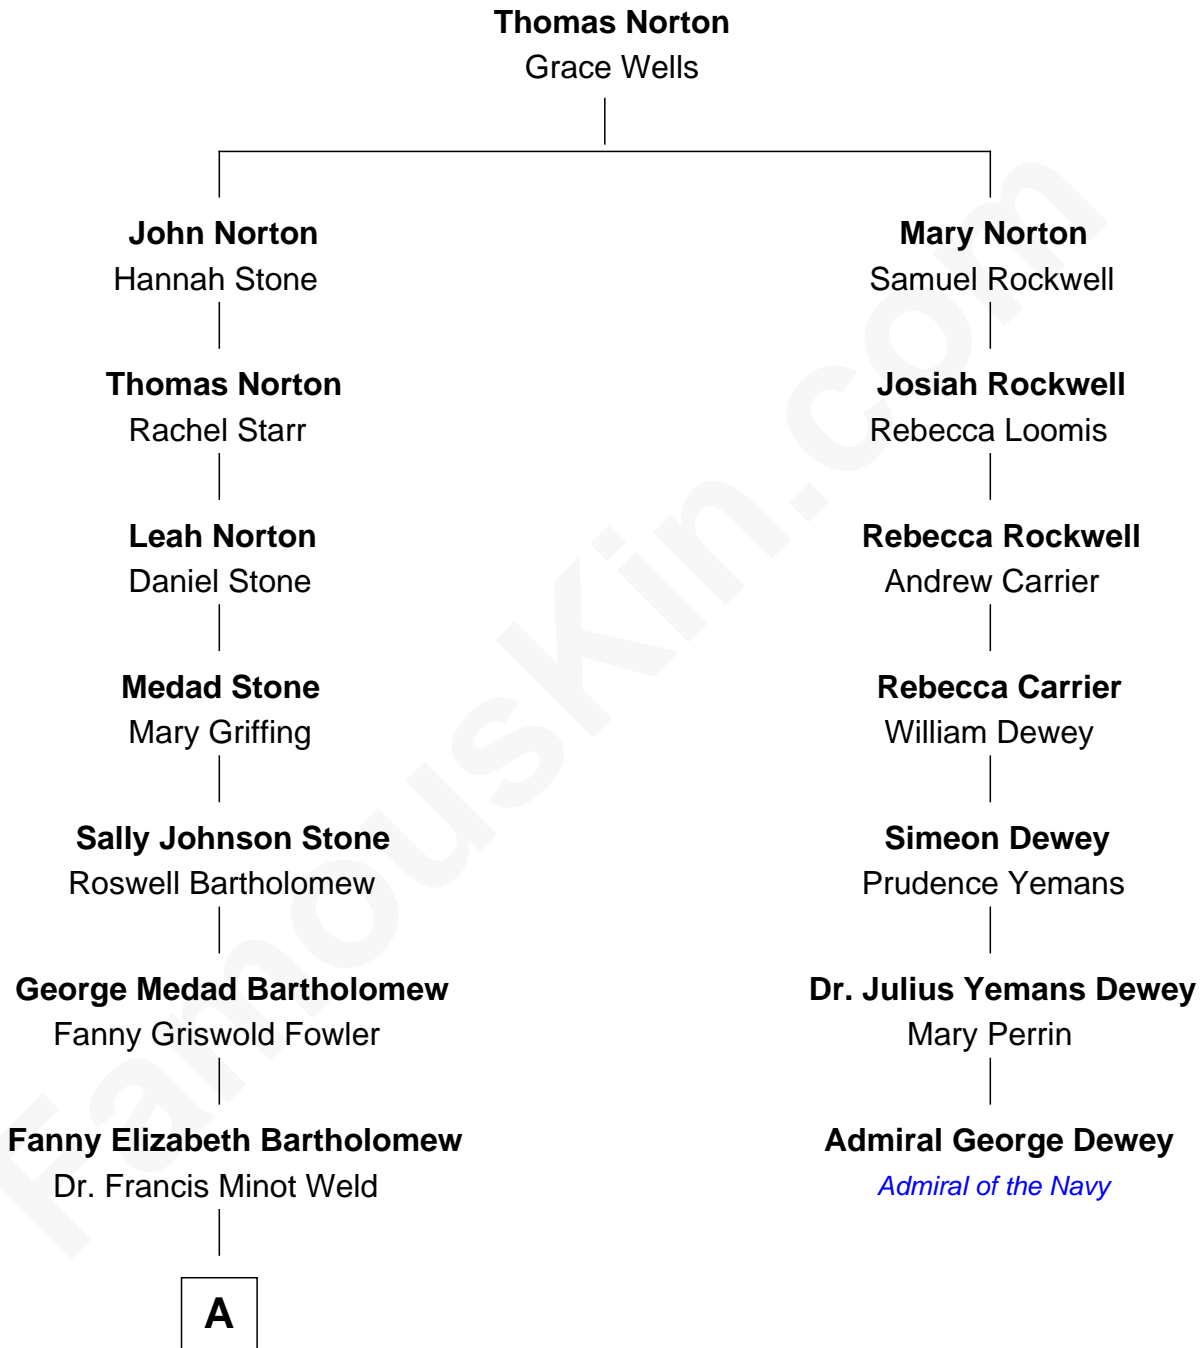 Thomas Norton
Grace Wells
John Norton
Hannah Stone
Mary Norton
Samuel Rockwell
Thomas Norton
Rachel Starr
Josiah Rockwell
Rebecca Loomis
Leah Norton
Daniel Stone
Rebecca Rockwell
Andrew Carrier
Medad Stone
Mary Griffing
Rebecca Carrier
William Dewey
Sally Johnson Stone
Roswell Bartholomew
Simeon Dewey
Prudence Yemans
George Medad Bartholomew
Fanny Griswold Fowler
Dr. Julius Yemans Dewey
Mary Perrin
Fanny Elizabeth Bartholomew
Dr. Francis Minot Weld
Admiral George Dewey
Admiral of the Navy
A
FamousKin.com